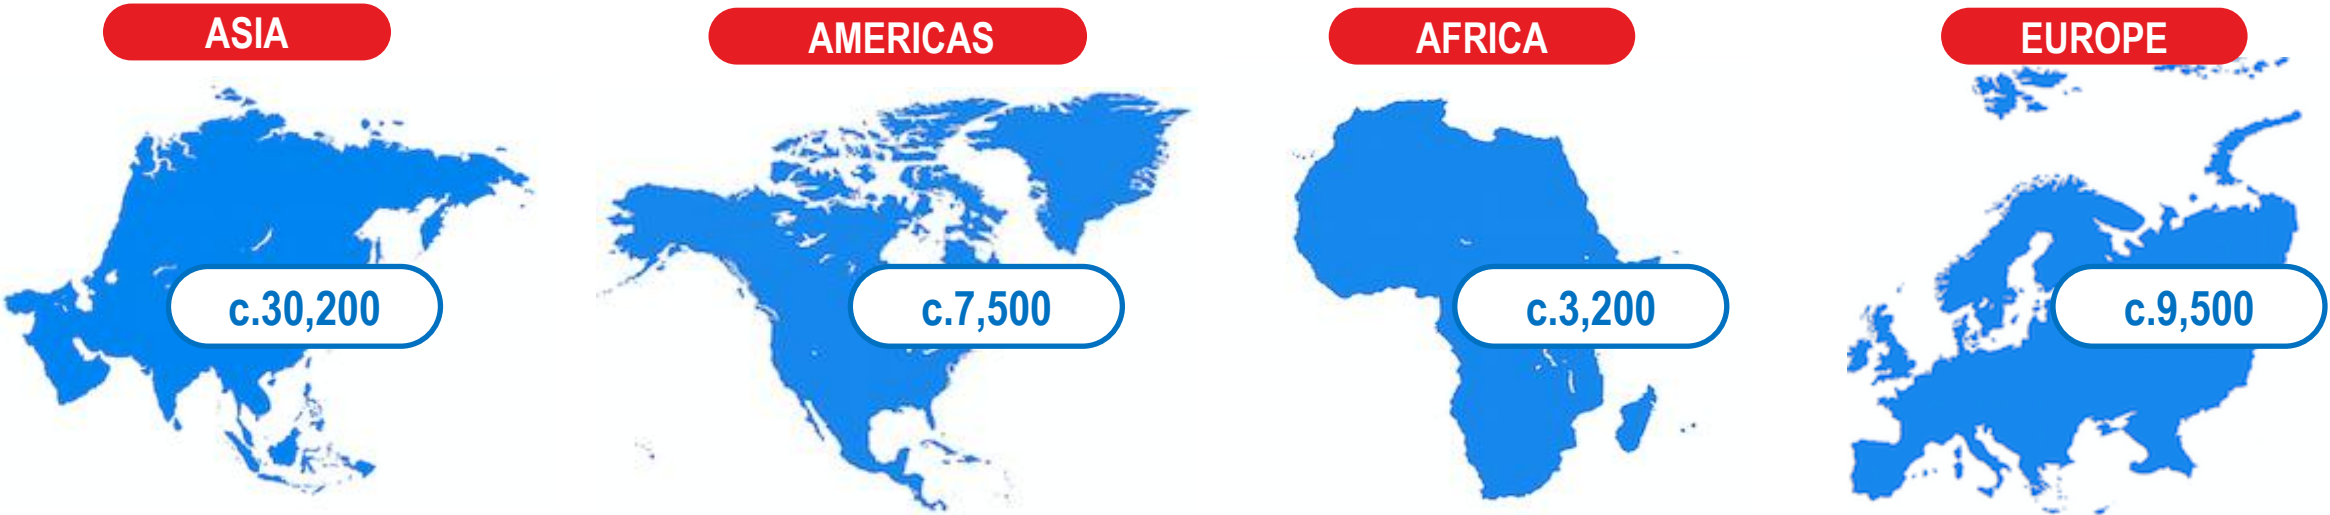 ASIA
AMERICAS
AFRICA
EUROPE
c.30,200
c.7,500
c.3,200
c.9,500